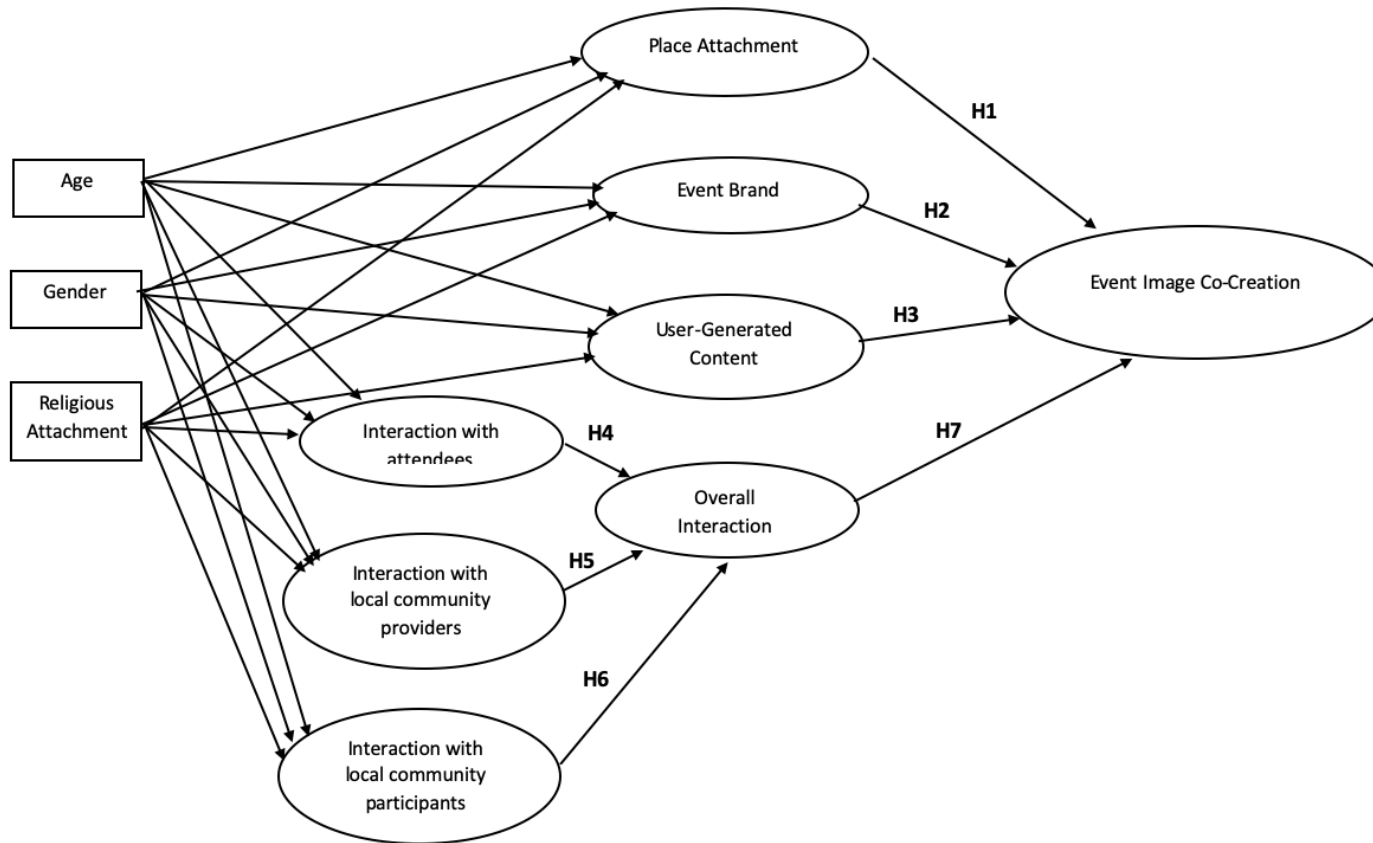 Place Attachment
H1
Age
Event Brand
H2
Gender
Event Image Co-Creation
User-Generated
Content
H3
Religious
Attachment
Interaction with
attendees
H4
H7
Overall
Interaction
H5
Interaction with
local community
providers
H6
Interaction with
local community
participants